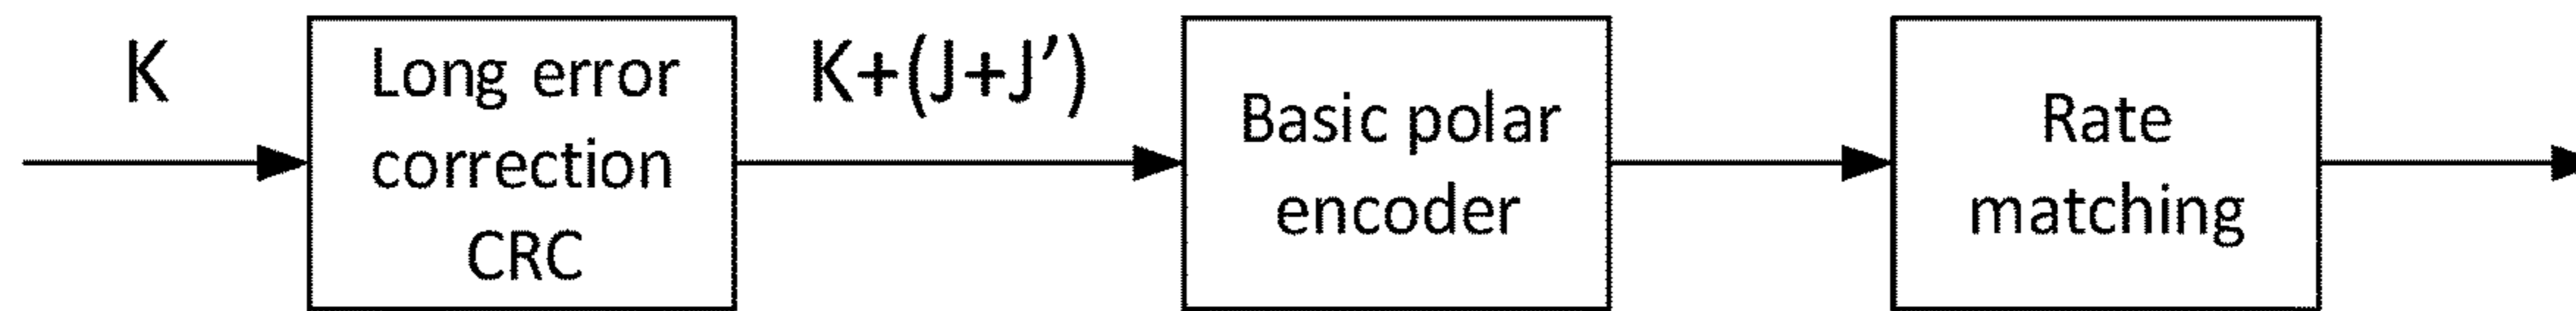 K
Long error
correction
CRC
K+(J+J’)
Basic polar
encoder
Rate
matching